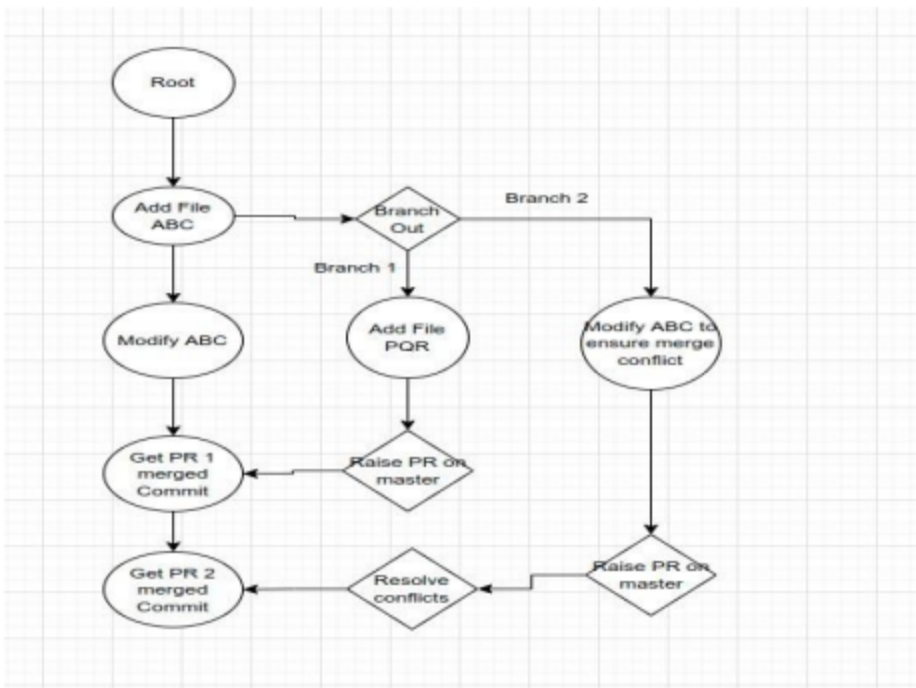 Root
Add File
ABC
Branch
Out
Branch 2
Branch 1
Modify ABC
Add File
PQR
Modify ABC to
ensure merge
conflict
Get PR 1
merged
Commit
Raise PR on
master
Get PR 2
merged
Commit
Resolve
conflicts
Raise PR on
master